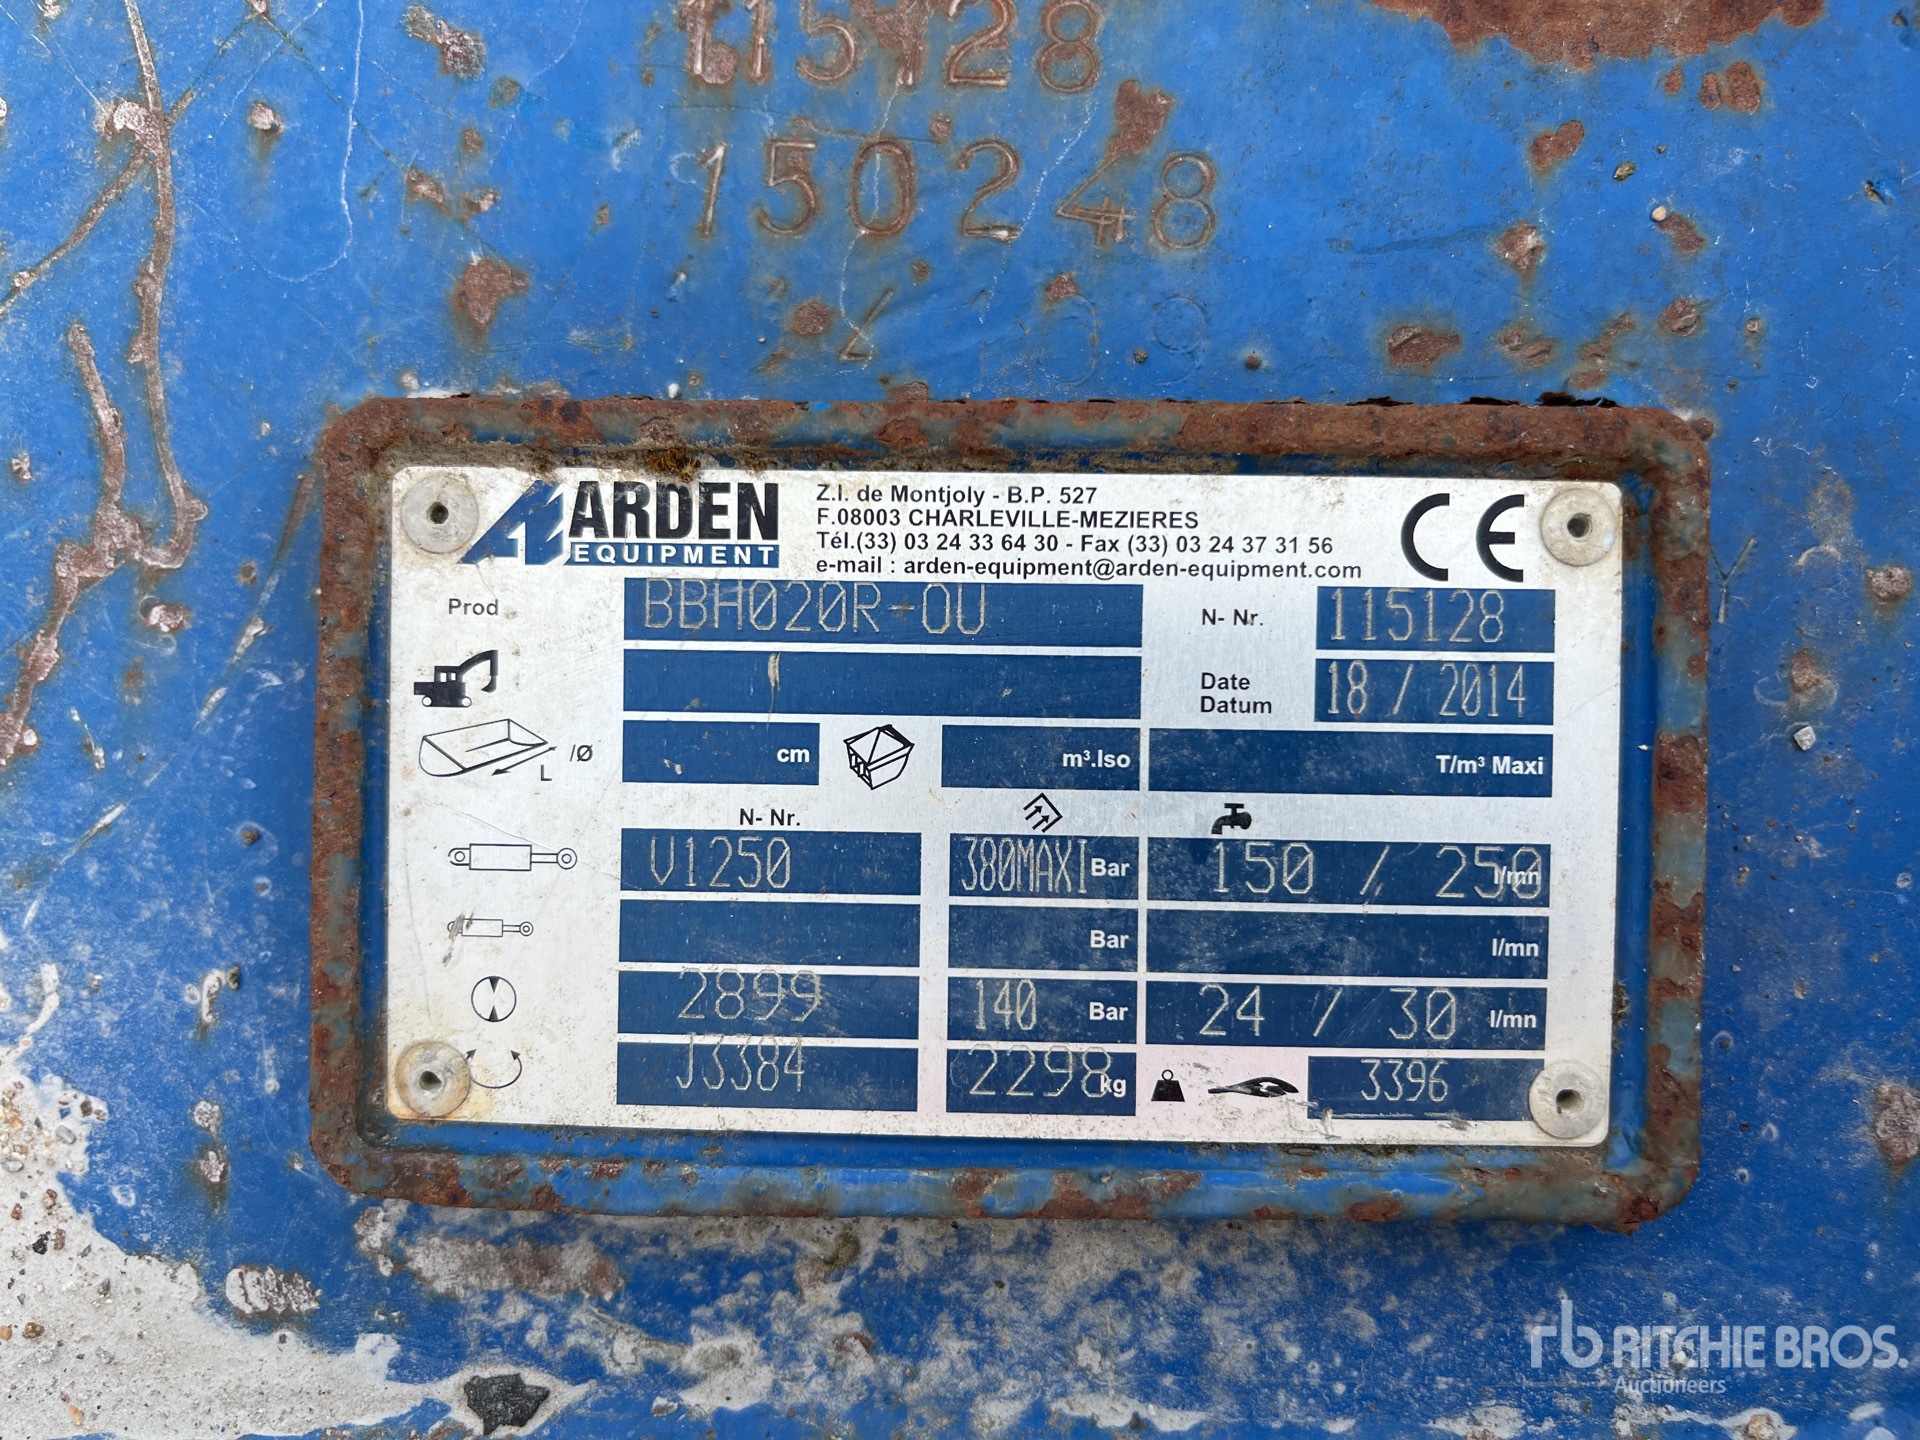 115128
150248
ARDEN
EQUIPMENT
Z.I. de Montjoly - B.P. 527
F.08003 CHARLEVILLE-MEZIERES
Tél.(33) 03 24 33 64 30 - Fax (33) 03 24 37 31 56
e-mail : arden-equipment@arden-equipment.com
CE
Prod BBH020R-OU N- Nr. 115128
Date
Datum 18 / 2014
L /Ø cm m³.Iso T/m³ Maxi
N- Nr.
V1250 380MAXI Bar 150 / 250 l/mn
Bar l/mn
2899 140 Bar 24 / 30 l/mn
J3384 2298 kg 3396
rb RITCHIE BROS.
Auctioneers